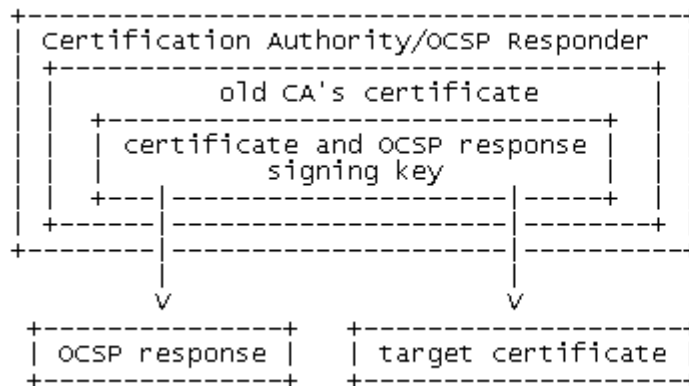 Certification Authority/OCSP Responder
old CA's certificate
certificate and OCSP response
signing key
OCSP response
target certificate